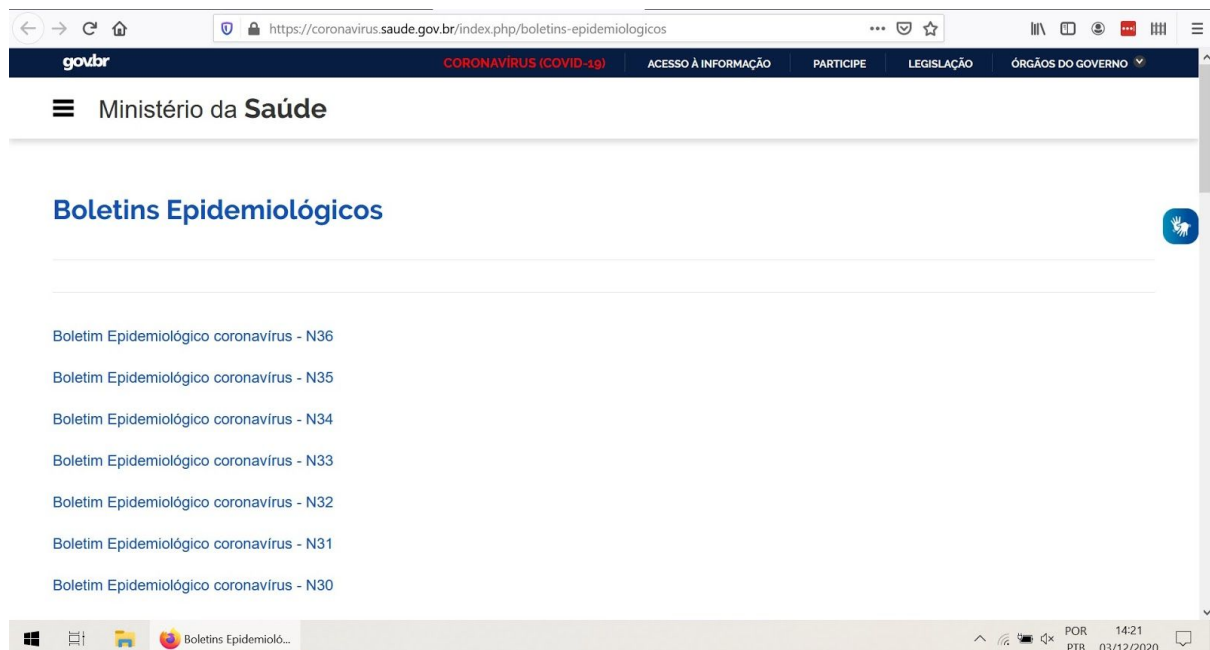 https://coronavirus.saude.gov.br/index.php/boletins-epidemiologicos
gov.br CORONAVÍRUS (COVID-19) ACESSO À INFORMAÇÃO PARTICIPE LEGISLAÇÃO ÓRGÃOS DO GOVERNO
Ministério da Saúde
Boletins Epidemiológicos
Boletim Epidemiológico coronavírus - N36
Boletim Epidemiológico coronavírus - N35
Boletim Epidemiológico coronavírus - N34
Boletim Epidemiológico coronavírus - N33
Boletim Epidemiológico coronavírus - N32
Boletim Epidemiológico coronavírus - N31
Boletim Epidemiológico coronavírus - N30
Boletins Epidemioló... POR 14:21
PTB 03/12/2020